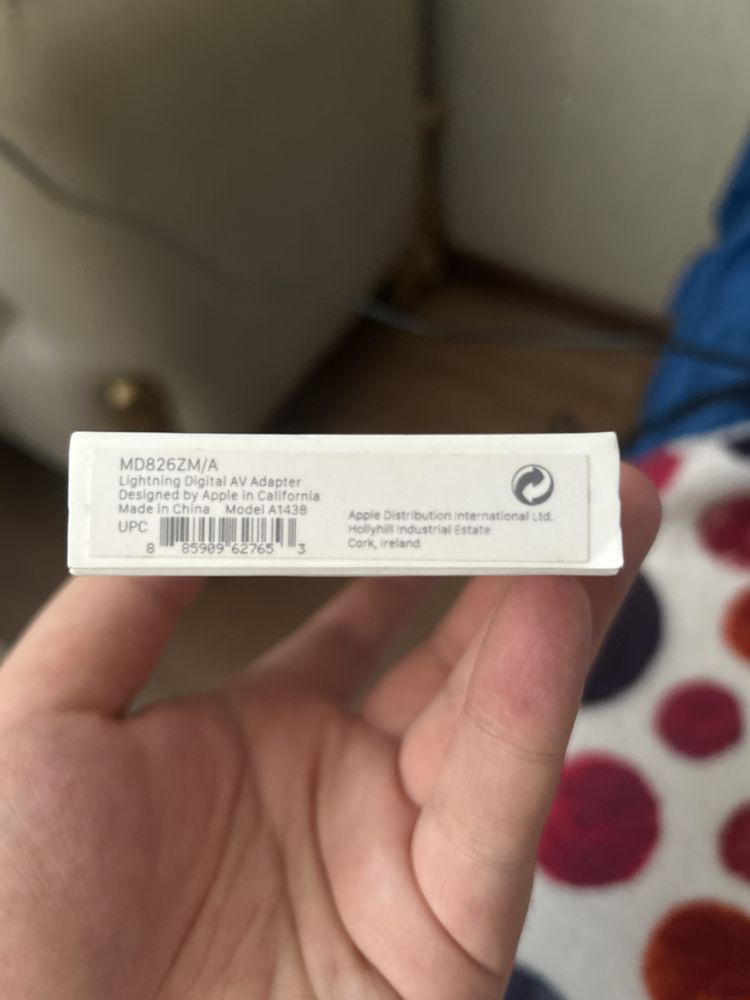 MD826ZM/A
Lightning Digital AV Adapter
Designed by Apple in California
Made in China Model A1438
UPC
8 85909 62765 3
Apple Distribution International Ltd.
Hollyhill Industrial Estate
Cork, Ireland